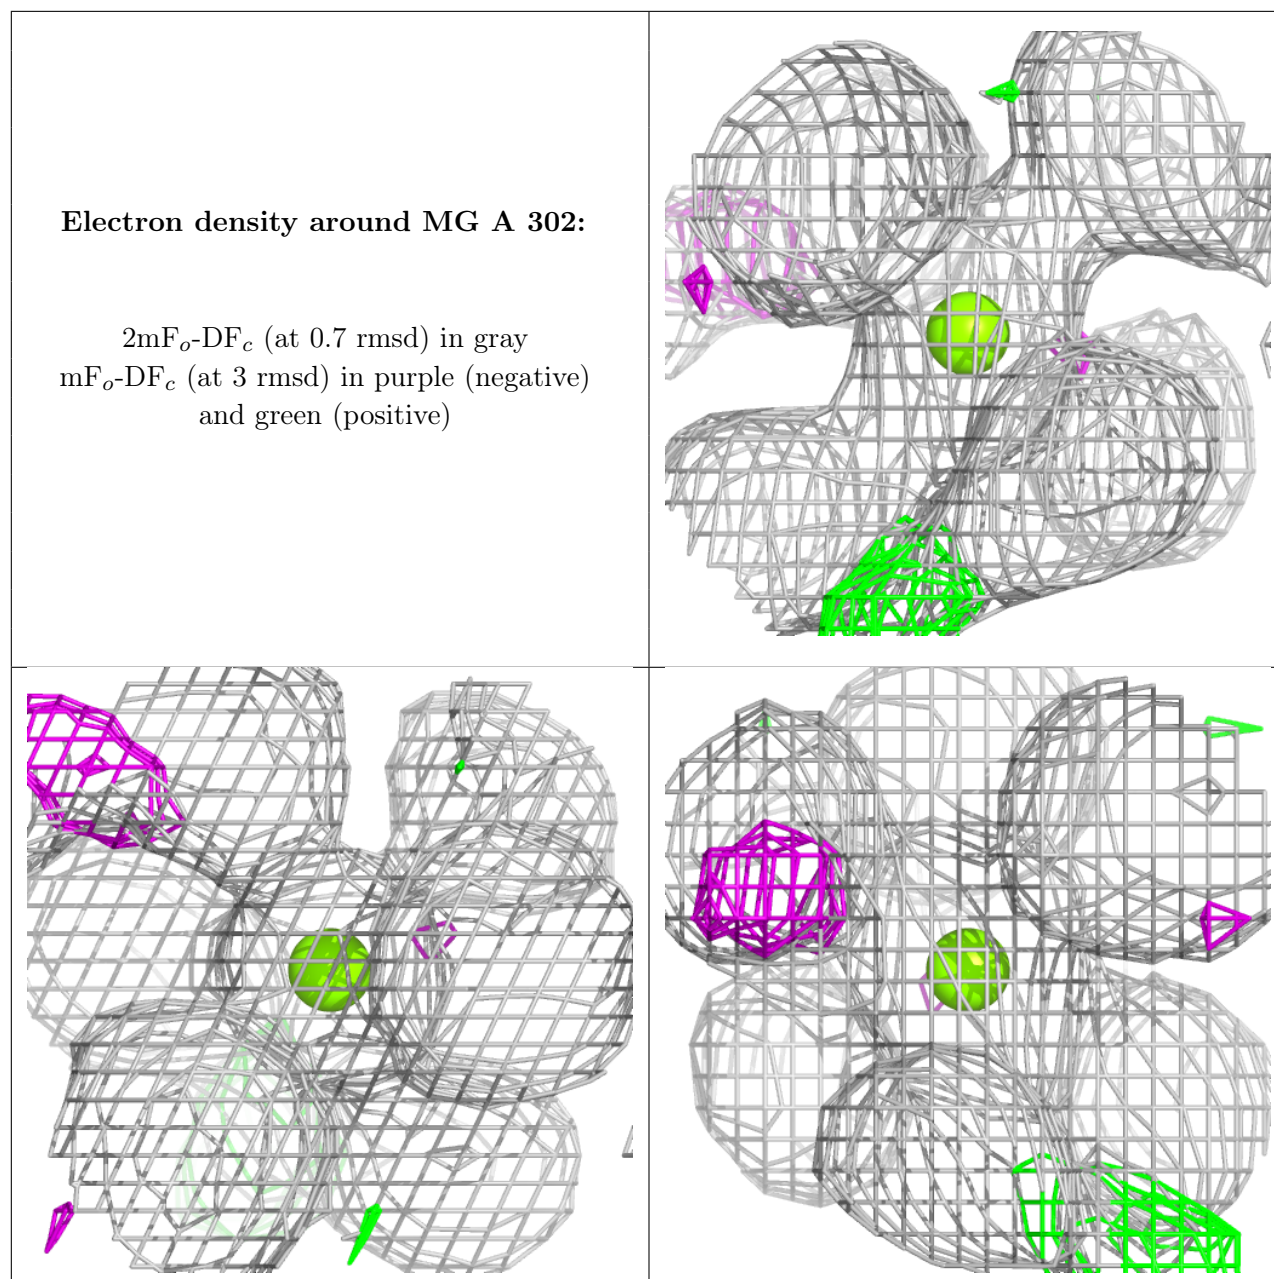 Electron density around MG A 302:
2mFo-DFc (at 0.7 rmsd) in gray
mFo-DFc (at 3 rmsd) in purple (negative)
and green (positive)